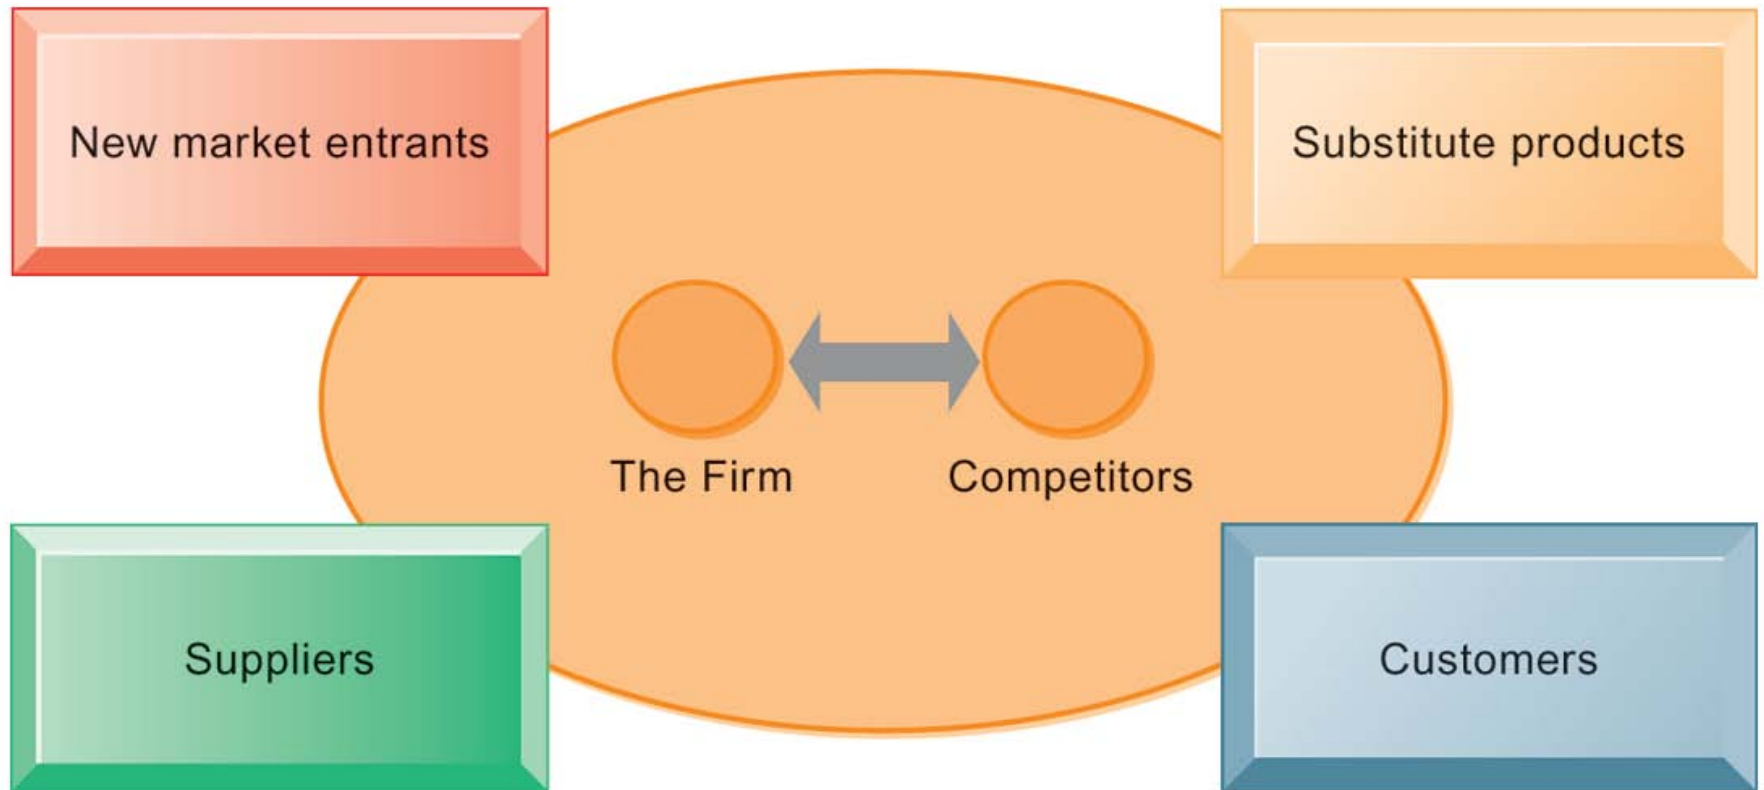 New market entrants
Substitute products
The Firm
Competitors
Suppliers
Customers